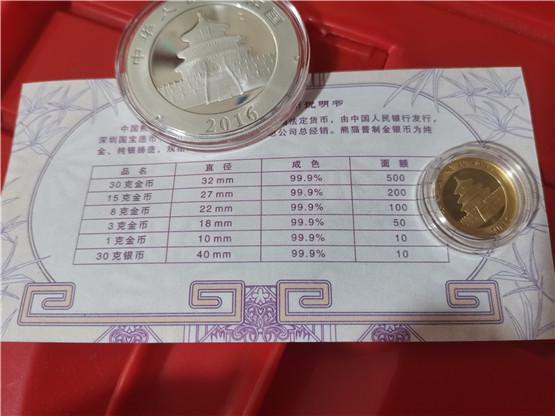 中华人民共和国
2016
说明书
中国熊 法定货币，由中国人民银行发行。
深圳国宝造币 总公司总经销。熊猫普制金银币为纯
金、纯银铸造，规格
品 名 直 径 成 色 面 额
30克金币 32mm 99.9% 500
15克金币 27mm 99.9% 200
8克金币 22mm 99.9% 100
3克金币 18mm 99.9% 50
1克金币 10mm 99.9% 10
30克银币 40mm 99.9% 10